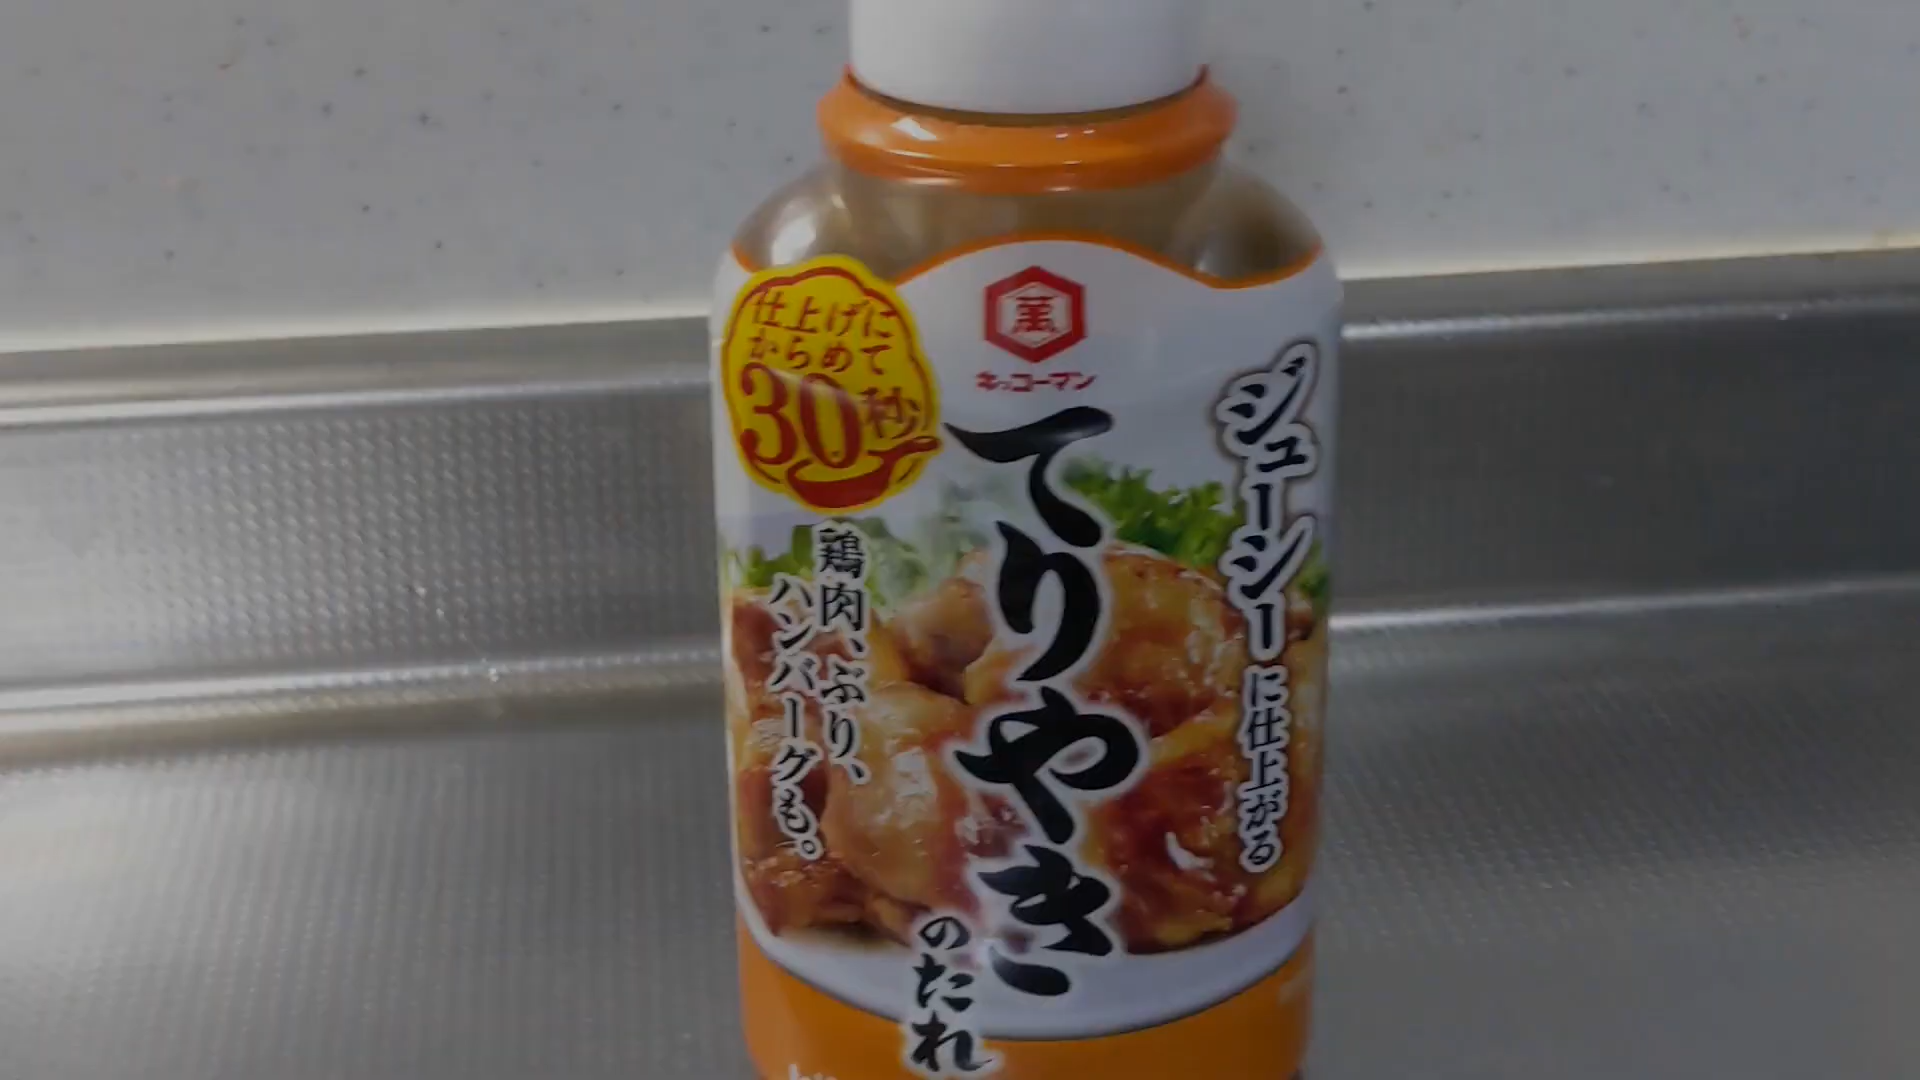 キッコーマン
仕上げに
からめて
30秒
ジューシーに仕上がる
てりやき
のたれ
鶏肉、ぶり、
ハンバーグも。